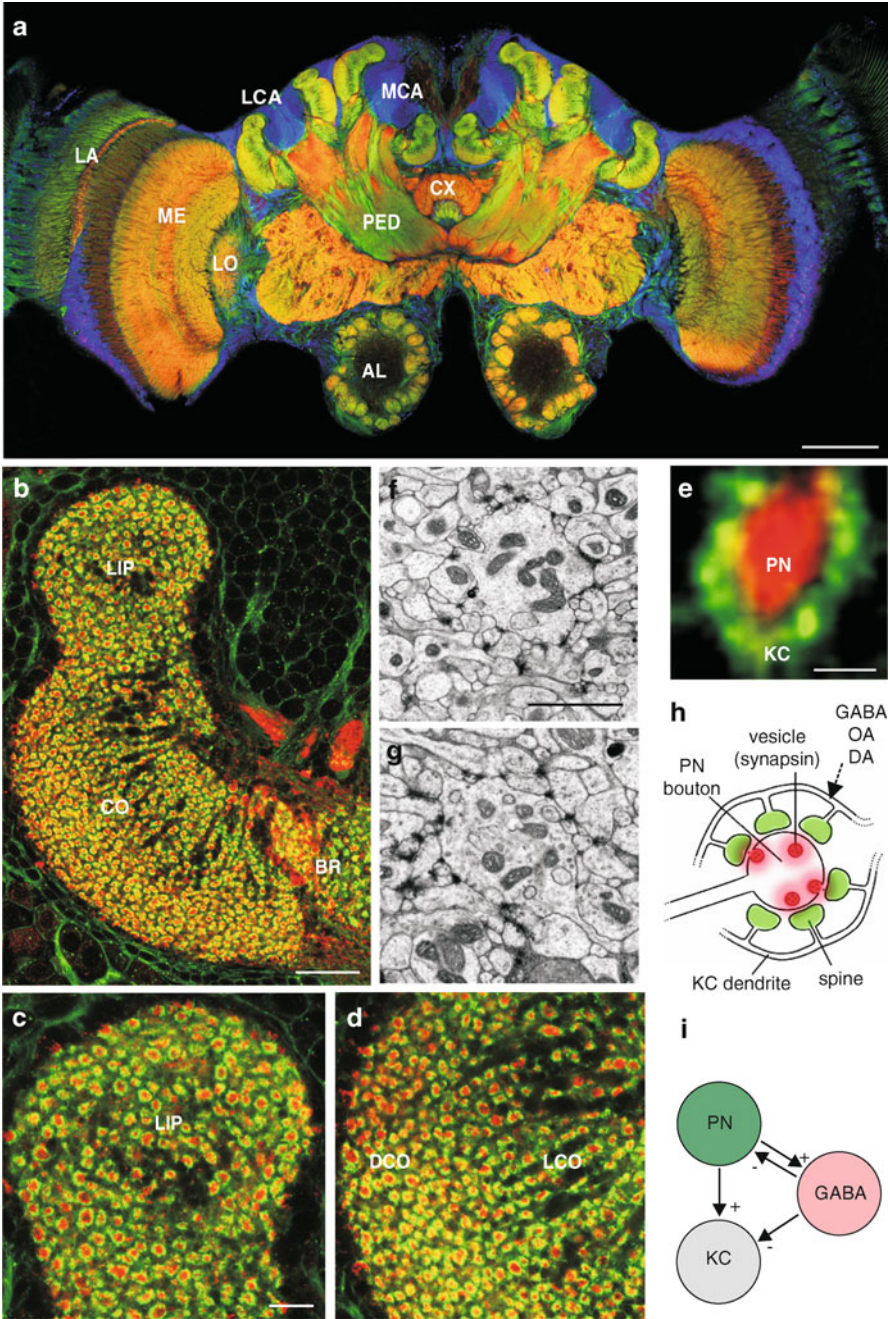 a
LCA
MCA
LA
ME
CX
PED
LO
AL
b
LIP
CO
BR
f
g
e
PN
KC
h
GABA
OA
DA
vesicle
(synapsin)
PN
bouton
KC dendrite
spine
c
LIP
d
DCO
LCO
i
PN
+
-
GABA
+
-
KC